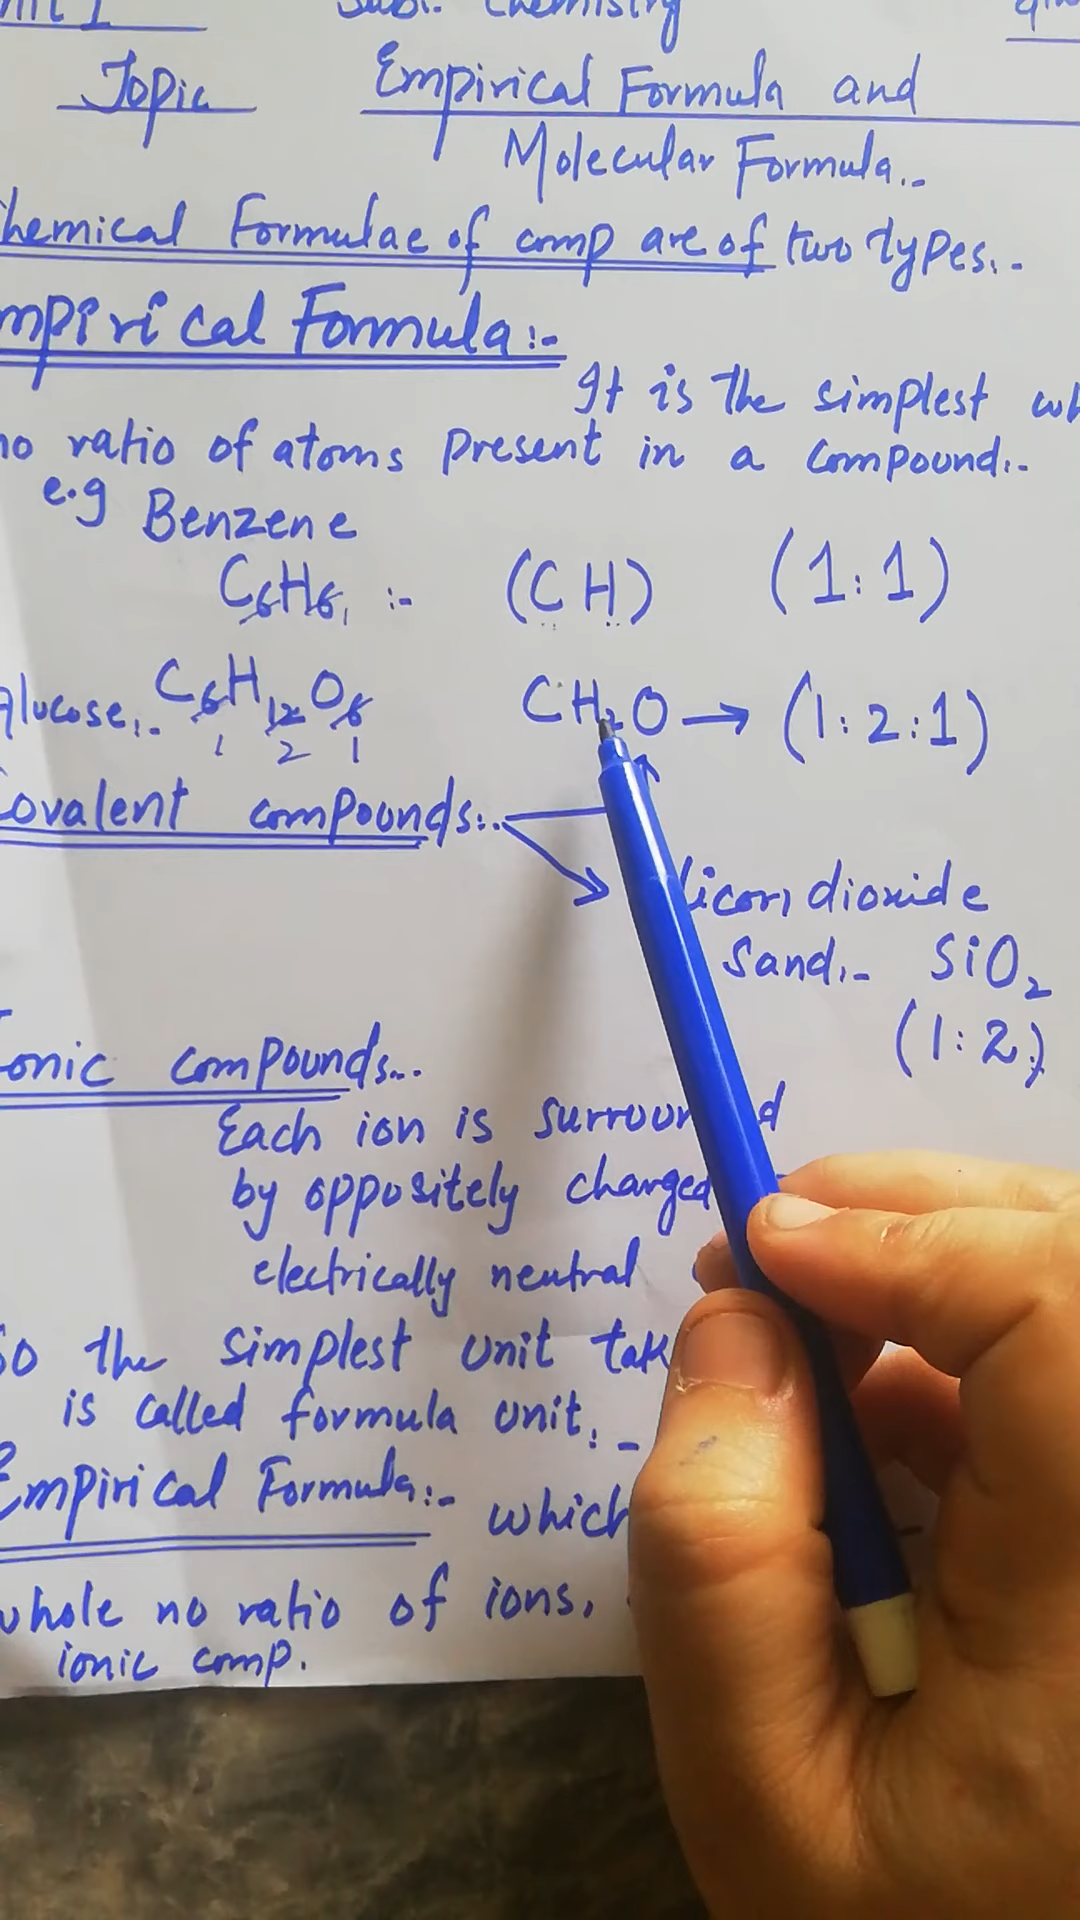 Subj. Chemistry
Topic Empirical Formula and
Molecular Formula..
hemical Formulae of comp are of two types..
mpirical Formula:-
It is the simplest wh
no ratio of atoms present in a compound:-
e.g Benzene
C₆H₆, :- (CH) (1:1)
glucose. C₆H₁₂O₆ CH₂O → (1:2:1)
1 2 1
ovalent compounds:.
licon dioxide
Sand.- SiO₂
(1:2)
onic compounds...
Each ion is surroun d
by oppositely charged
electrically neutral
So the simplest unit tak
is called formula unit.-
Empirical Formula:- which
whole no ratio of ions,
ionic comp.